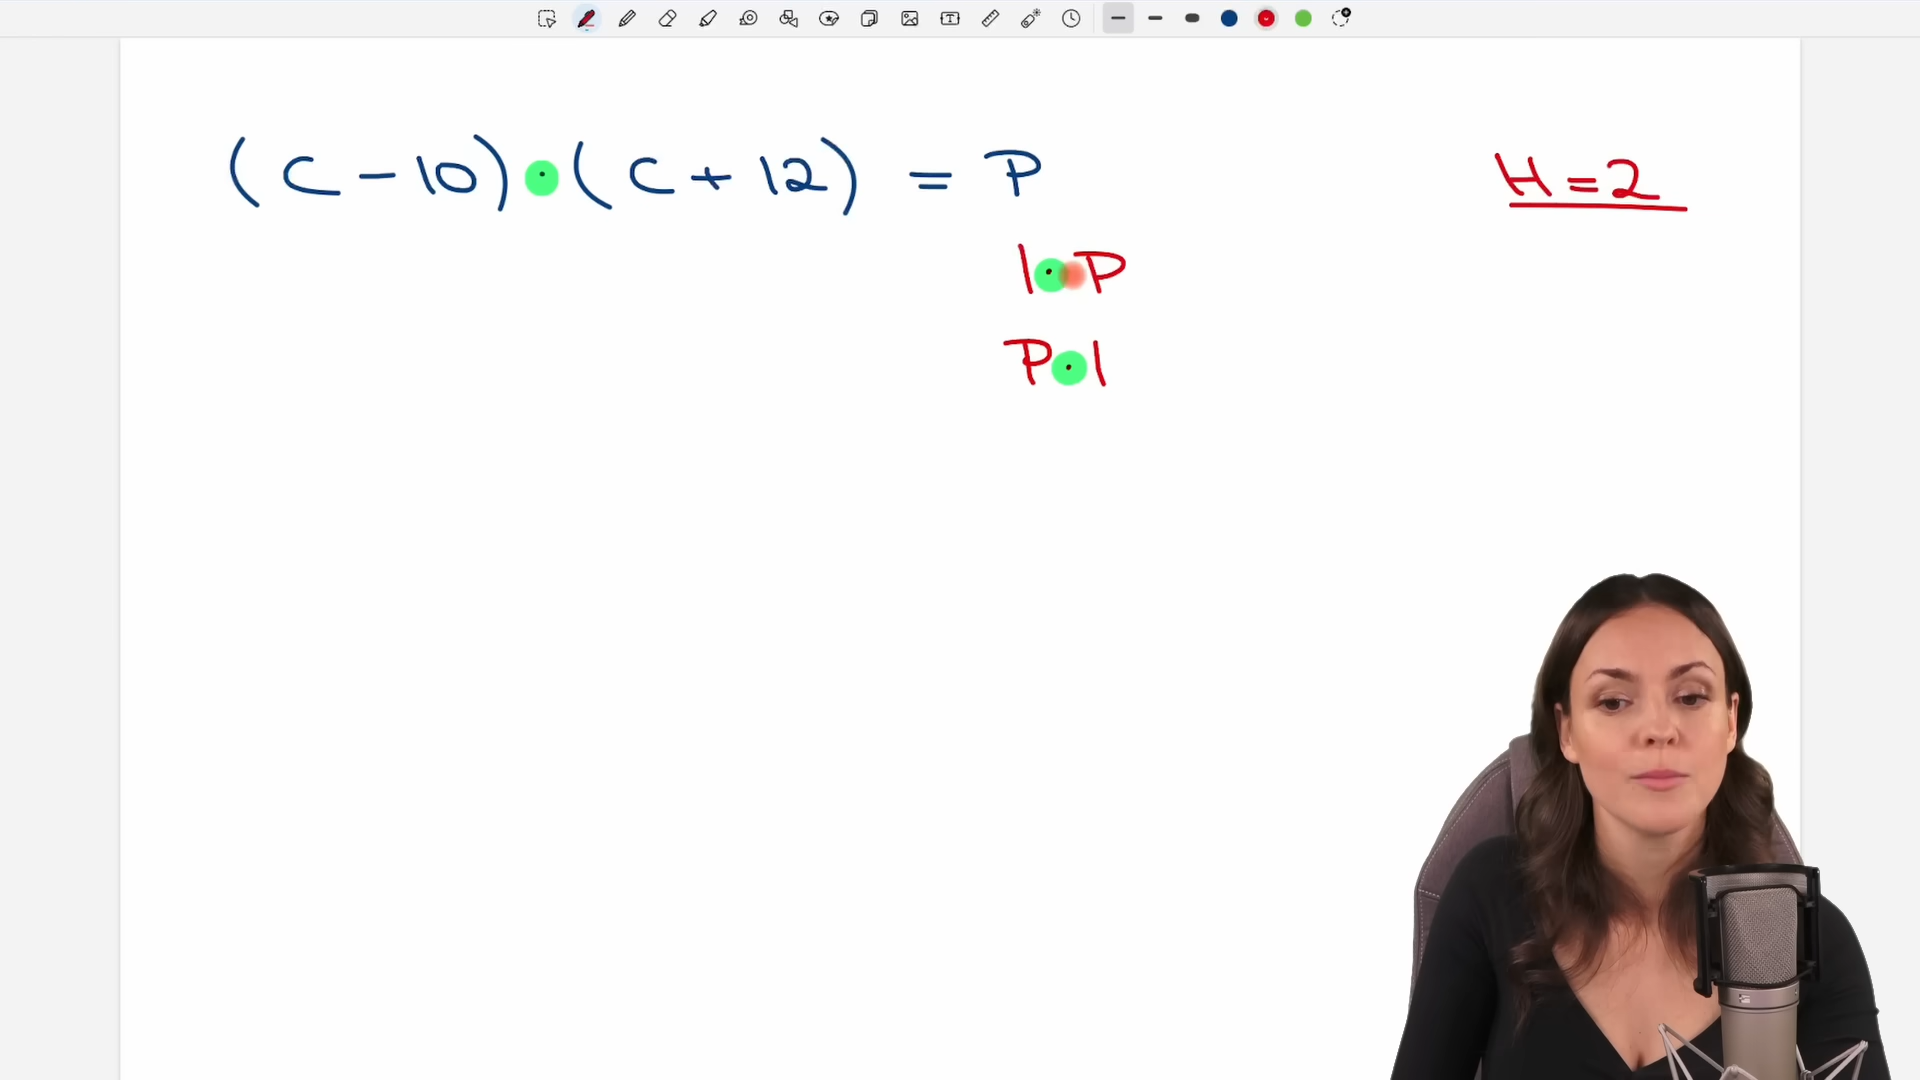 (C - 10) · (C + 12) = P
H = 2
1 · P
P · 1